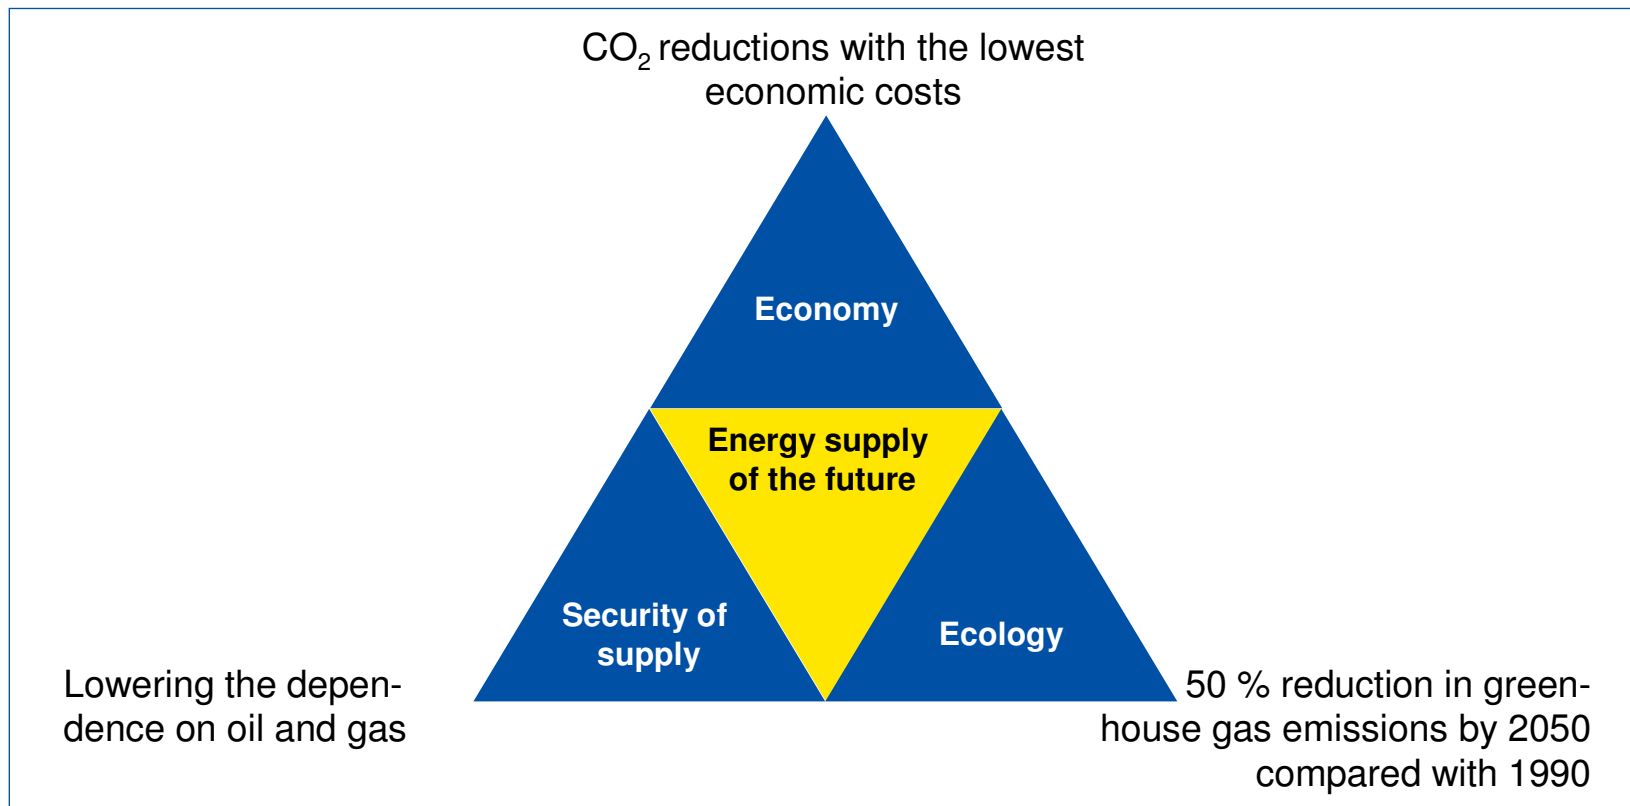 CO₂ reductions with the lowest
economic costs
Economy
Energy supply
of the future
Security of
supply
Ecology
Lowering the depen-
dence on oil and gas
50 % reduction in green-
house gas emissions by 2050
compared with 1990